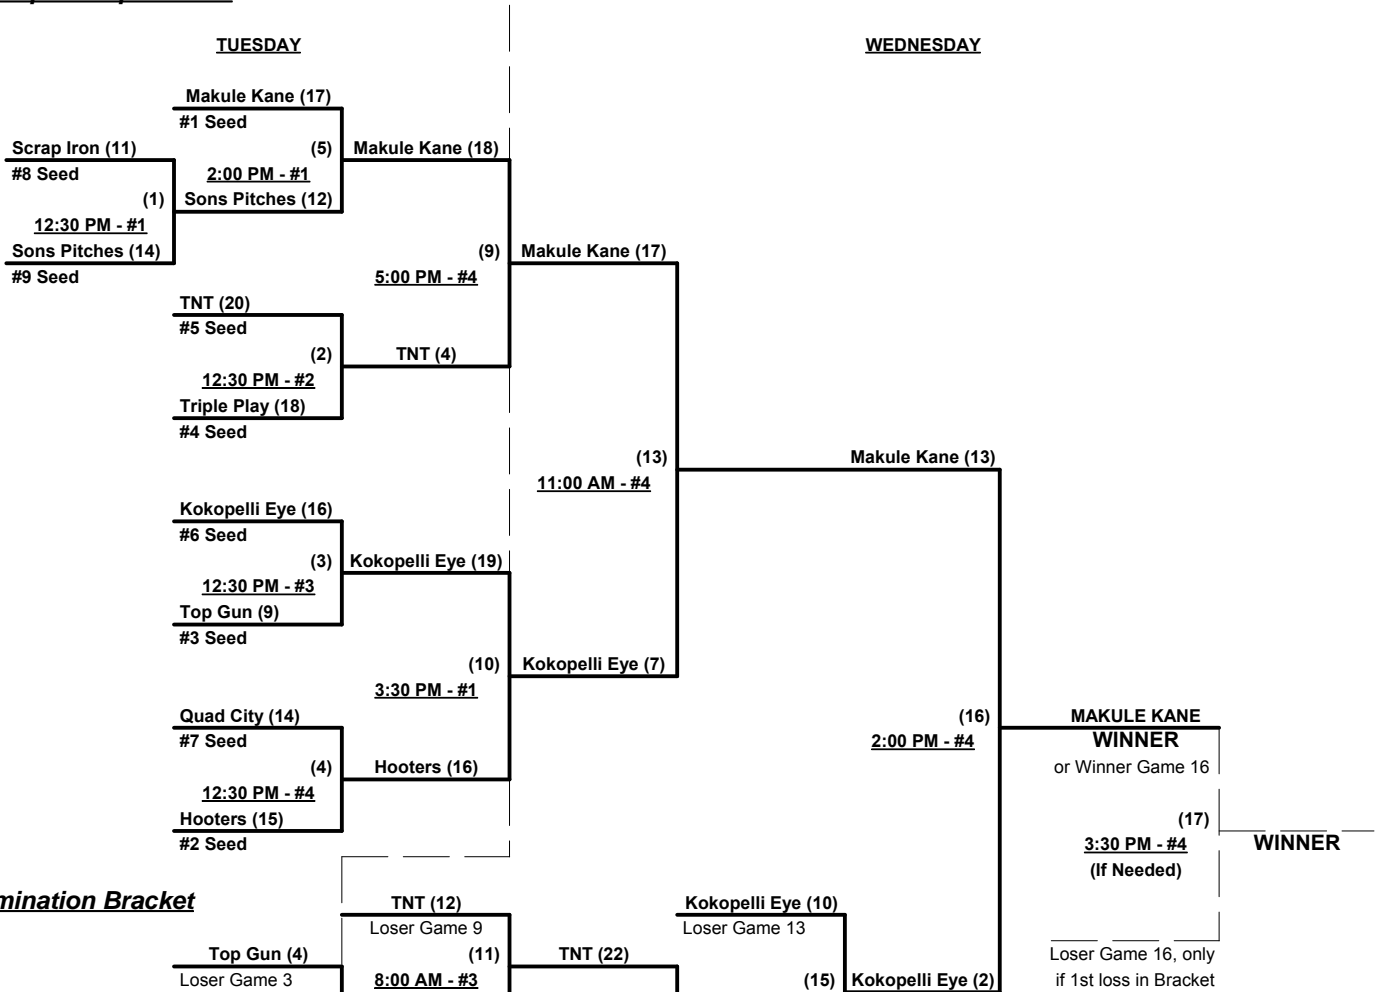 TUESDAY
WEDNESDAY
Makule Kane (17)
#1 Seed
Scrap Iron (11)
(5)
Makule Kane (18)
#8 Seed
2:00 PM - #1
(1)
Sons Pitches (12)
12:30 PM - #1
Sons Pitches (14)
(9)
Makule Kane (17)
#9 Seed
5:00 PM - #4
TNT (20)
#5 Seed
(2)
TNT (4)
12:30 PM - #2
Triple Play (18)
#4 Seed
(13)
Makule Kane (13)
11:00 AM - #4
Kokopelli Eye (16)
#6 Seed
(3)
Kokopelli Eye (19)
12:30 PM - #3
Top Gun (9)
#3 Seed
(10)
Kokopelli Eye (7)
3:30 PM - #1
Quad City (14)
(16)
MAKULE KANE
#7 Seed
2:00 PM - #4
WINNER
(4)
Hooters (16)
or Winner Game 16
12:30 PM - #4
Hooters (15)
(17)
#2 Seed
3:30 PM - #4
WINNER
(If Needed)
mination Bracket
TNT (12)
Kokopelli Eye (10)
Loser Game 9
Loser Game 13
Top Gun (4)
(11)
TNT (22)
Loser Game 16, only
Loser Game 3
8:00 AM - #3
(15)
Kokopelli Eye (2)
if 1st loss in Bracket